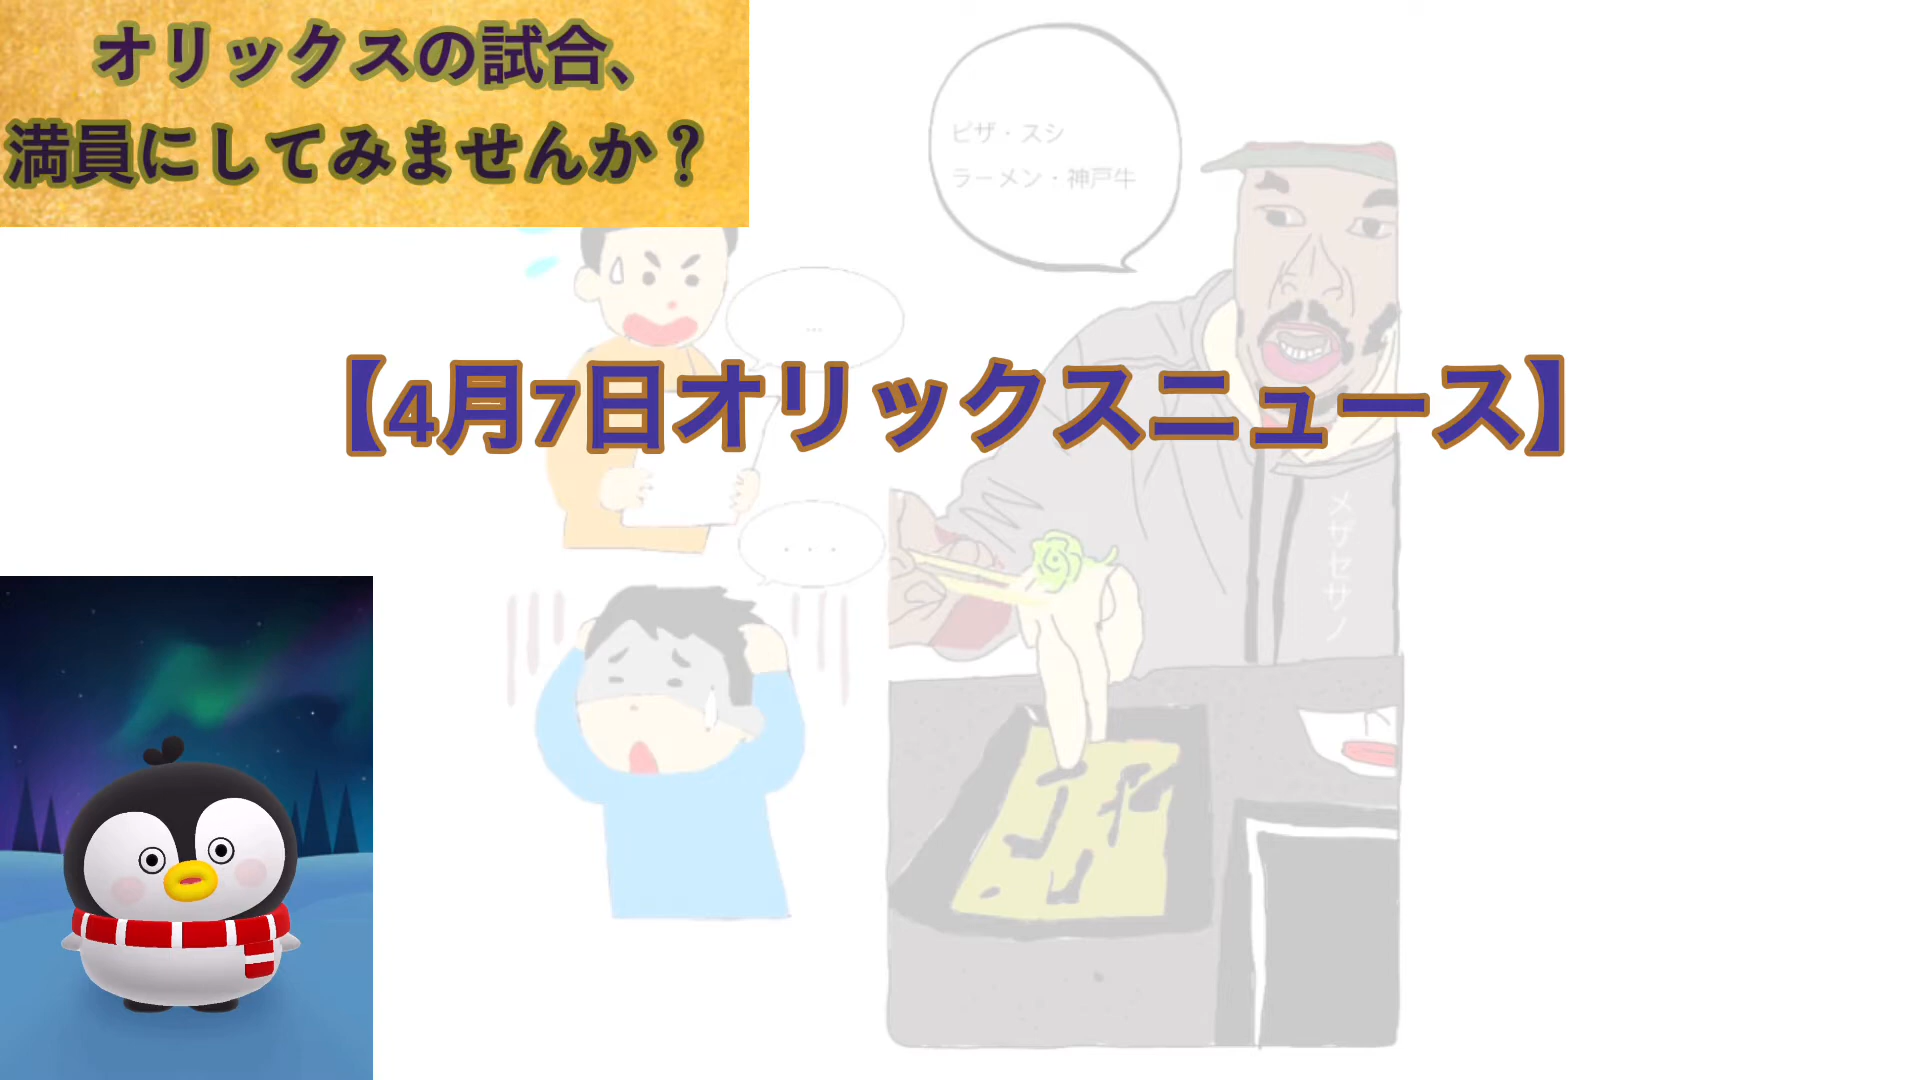 オリックスの試合、
満員にしてみませんか？
ピザ・スシ
ラーメン・神戸牛
...
【4月7日オリックスニュース】
・・・
メザセサノ